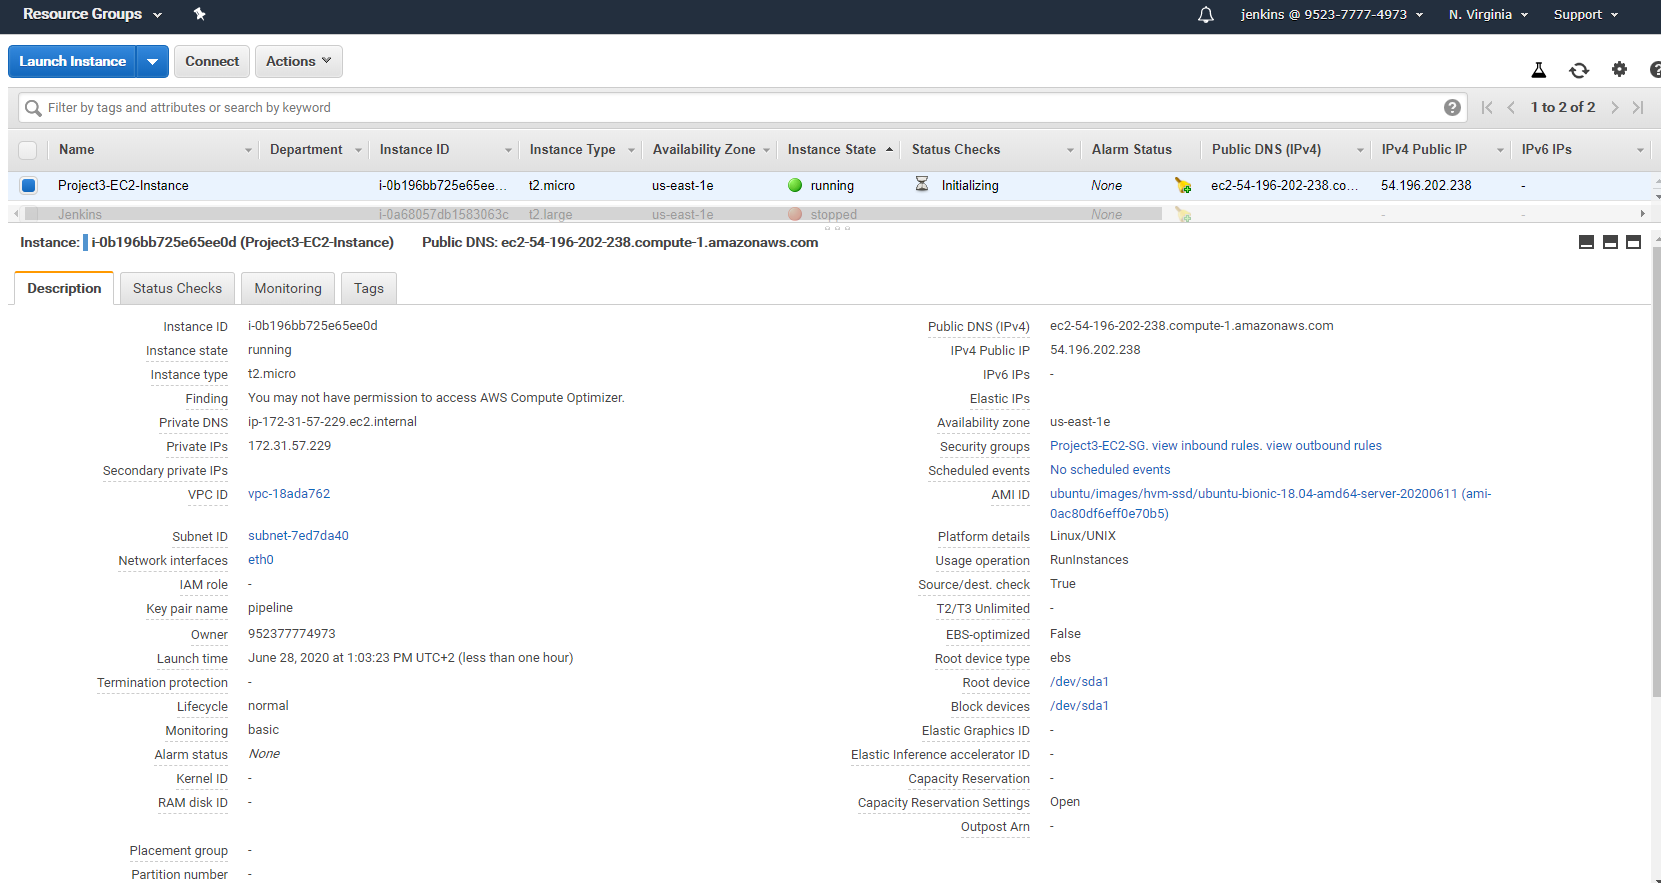 Resource Groups jenkins @ 9523-7777-4973 N. Virginia Support
Launch Instance Connect Actions
Filter by tags and attributes or search by keyword 1 to 2 of 2
Name Department Instance ID Instance Type Availability Zone Instance State Status Checks Alarm Status Public DNS (IPv4) IPv4 Public IP IPv6 IPs
Project3-EC2-Instance i-0b196bb725e65ee... t2.micro us-east-1e running Initializing None ec2-54-196-202-238.co... 54.196.202.238 -
Jenkins i-0a68057db1583063c t2.large us-east-1e stopped None - -
Instance: i-0b196bb725e65ee0d (Project3-EC2-Instance) Public DNS: ec2-54-196-202-238.compute-1.amazonaws.com
Description Status Checks Monitoring Tags
Instance ID i-0b196bb725e65ee0d Public DNS (IPv4) ec2-54-196-202-238.compute-1.amazonaws.com
Instance state running IPv4 Public IP 54.196.202.238
Instance type t2.micro IPv6 IPs -
Finding You may not have permission to access AWS Compute Optimizer. Elastic IPs
Private DNS ip-172-31-57-229.ec2.internal Availability zone us-east-1e
Private IPs 172.31.57.229 Security groups Project3-EC2-SG. view inbound rules. view outbound rules
Secondary private IPs Scheduled events No scheduled events
VPC ID vpc-18ada762 AMI ID ubuntu/images/hvm-ssd/ubuntu-bionic-18.04-amd64-server-20200611 (ami-
0ac80df6eff0e70b5)
Subnet ID subnet-7ed7da40 Platform details Linux/UNIX
Network interfaces eth0 Usage operation RunInstances
IAM role - Source/dest. check True
Key pair name pipeline T2/T3 Unlimited -
Owner 952377774973 EBS-optimized False
Launch time June 28, 2020 at 1:03:23 PM UTC+2 (less than one hour) Root device type ebs
Termination protection - Root device /dev/sda1
Lifecycle normal Block devices /dev/sda1
Monitoring basic Elastic Graphics ID -
Alarm status None Elastic Inference accelerator ID -
Kernel ID - Capacity Reservation -
RAM disk ID - Capacity Reservation Settings Open
Outpost Arn -
Placement group -
Partition number -